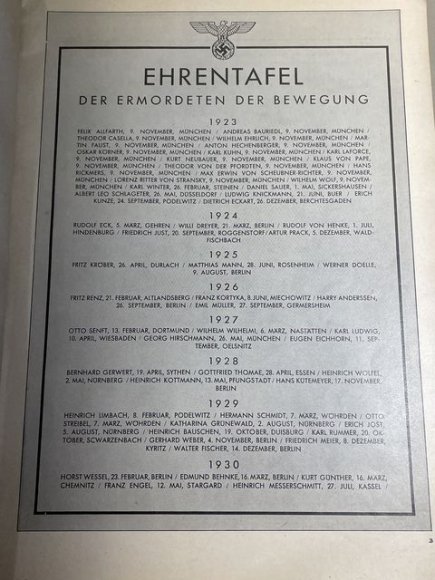 EHRENTAFEL
DER ERMORDETEN DER BEWEGUNG
1923
FELIX ALLFARTH, 9. NOVEMBER, MÜNCHEN / ANDREAS BAURIEDL, 9. NOVEMBER, MÜNCHEN /
THEODOR CASELLA, 9. NOVEMBER, MÜNCHEN / WILHELM EHRLICH, 9. NOVEMBER, MÜNCHEN / MAR-
TIN FAUST, 9. NOVEMBER, MÜNCHEN / ANTON HECHENBERGER, 9. NOVEMBER, MÜNCHEN /
OSKAR KÖRNER, 9. NOVEMBER, MÜNCHEN / KARL KUHN, 9. NOVEMBER, MÜNCHEN / KARL LAFORCE,
9. NOVEMBER, MÜNCHEN / KURT NEUBAUER, 9. NOVEMBER, MÜNCHEN / KLAUS VON PAPE,
9. NOVEMBER, MÜNCHEN / THEODOR VON DER PFORDTEN, 9. NOVEMBER, MÜNCHEN / HANS
RICKMERS, 9. NOVEMBER, MÜNCHEN / MAX ERWIN VON SCHEUBNER-RICHTER, 9. NOVEMBER,
MÜNCHEN / LORENZ RITTER VON STRANSKY, 9. NOVEMBER, MÜNCHEN / WILHELM WOLF, 9. NOVEM-
BER, MÜNCHEN / KARL WINTER, 26. FEBRUAR, STEINEN / DANIEL SAUER, 1. MAI, SICKERSHAUSEN /
ALBERT LEO SCHLAGETER, 26. MAI, DÜSSELDORF / LUDWIG KNICKMANN, 21. JUNI, BUER / ERICH
KUNZE, 24. SEPTEMBER, PODELWITZ / DIETRICH ECKART, 26. DEZEMBER, BERCHTESGADEN
1924
RUDOLF ECK, 5. MÄRZ, GEHREN / WILLI DREYER, 21. MÄRZ, BERLIN / RUDOLF VON HENKE, 1. JULI,
HINDENBURG / FRIEDRICH JUST, 20. SEPTEMBER, ROGGENSTORF / ARTUR PRACK, 5. DEZEMBER, WALD-
FISCHBACH
1925
FRITZ KRÖBER, 26. APRIL, DURLACH / MATTHIAS MANN, 28. JUNI, ROSENHEIM / WERNER DOELLE,
9. AUGUST, BERLIN
1926
FRITZ RENZ, 21. FEBRUAR, ALTLANDSBERG / FRANZ KORTYKA, 8. JUNI, MIECHOWITZ / HARRY ANDERSSEN,
26. SEPTEMBER, BERLIN / EMIL MÜLLER, 27. SEPTEMBER, GERMERSHEIM
1927
OTTO SENFT, 13. FEBRUAR, DORTMUND / WILHELM WILHELMI, 6. MÄRZ, NASTÄTTEN / KARL LUDWIG,
10. APRIL, WIESBADEN / GEORG HIRSCHMANN, 26. MAI, MÜNCHEN / EUGEN EICHHORN, 11. SEP-
TEMBER, OELSNITZ
1928
BERNHARD GERWERT, 19. APRIL, SYTHEN / GOTTFRIED THOMAE, 28. APRIL, ESSEN / HEINRICH WÖLFEL,
2. MAI, NÜRNBERG / HEINRICH KOTTMANN, 13. MAI, PFUNGSTADT / HANS KÜTEMEYER, 17. NOVEMBER,
BERLIN
1929
HEINRICH LIMBACH, 8. FEBRUAR, PODELWITZ / HERMANN SCHMIDT, 7. MÄRZ, WÖHRDEN / OTTO
STREIBEL, 7. MÄRZ, WÖHRDEN / KATHARINA GRÜNEWALD, 2. AUGUST, NÜRNBERG / ERICH JOST,
5. AUGUST, NÜRNBERG / HEINRICH BAUSCHEN, 19. OKTOBER, DUISBURG / KARL RUMMER, 20. OK-
TOBER, SCWARZENBACH / GERHARD WEBER, 4. NOVEMBER, BERLIN / FRIEDRICH MEIER, 8. DEZEMBER,
KYRITZ / WALTER FISCHER, 14. DEZEMBER, BERLIN
1930
HORST WESSEL, 23. FEBRUAR, BERLIN / EDMUND BEHNKE, 16. MÄRZ, BERLIN / KURT GÜNTHER, 16. MÄRZ,
CHEMNITZ / FRANZ ENGEL, 12. MAI, STARGARD / HEINRICH MESSERSCHMITT, 27. JULI, KASSEL /
3